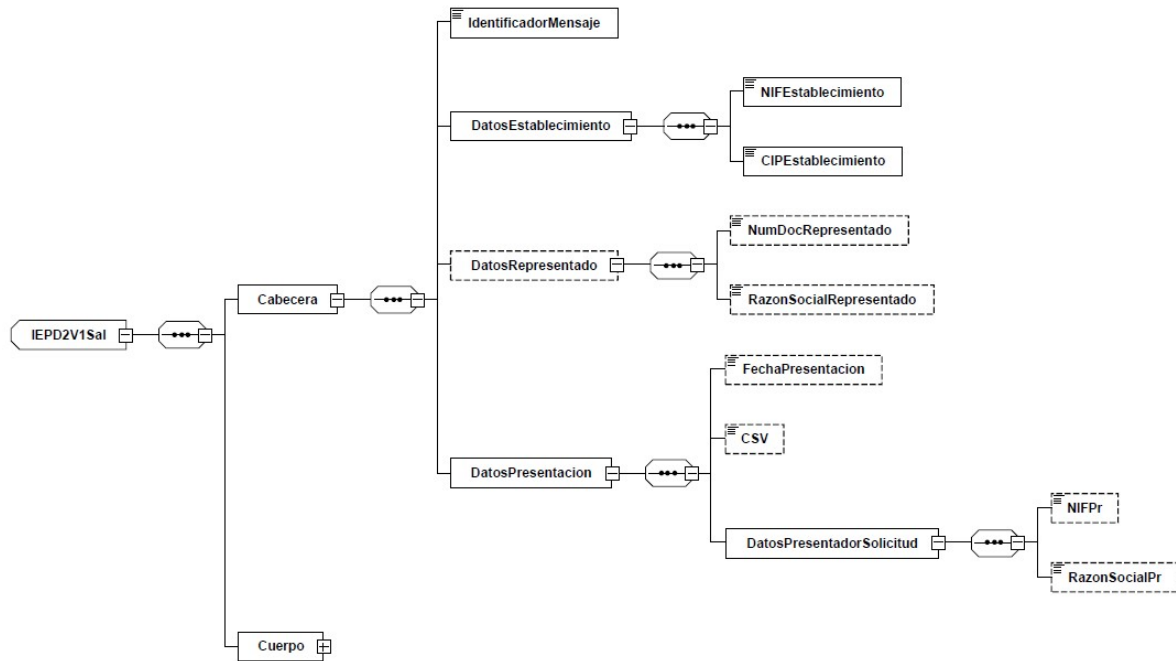 IdentificadorMensaje
NIFEstablecimiento
DatosEstablecimiento
CIPEstablecimiento
NumDocRepresentado
DatosRepresentado
RazonSocialRepresentado
Cabecera
IEPD2V1Sal
FechaPresentacion
CSV
DatosPresentacion
NIFPr
DatosPresentadorSolicitud
RazonSocialPr
Cuerpo